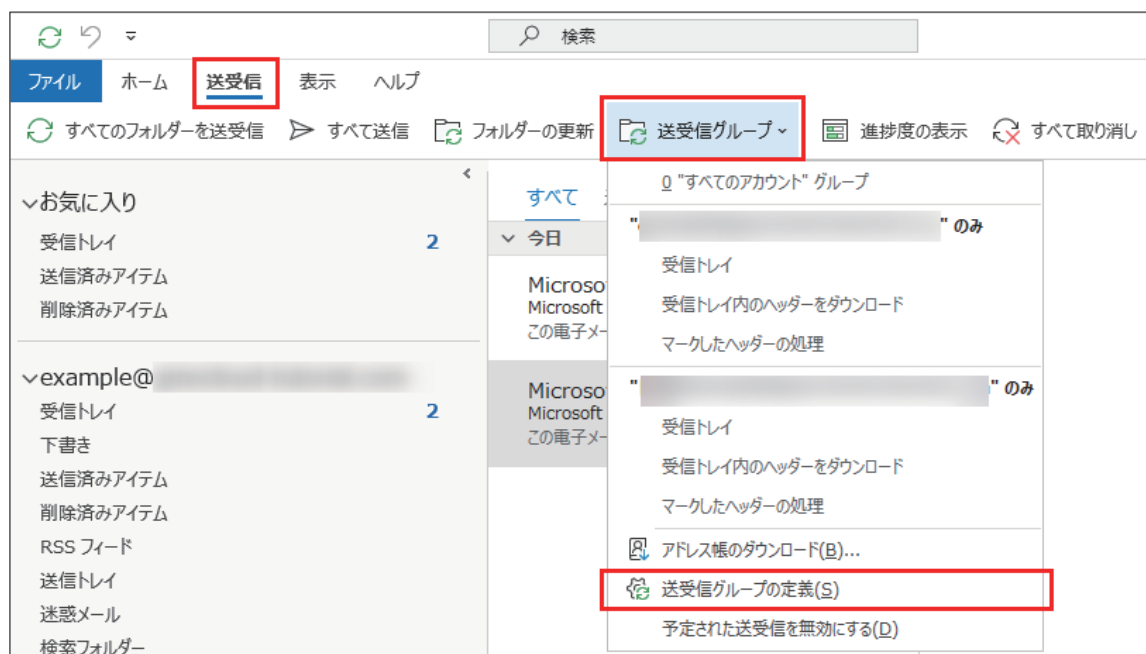 検索
ファイル ホーム 送受信 表示 ヘルプ
すべてのフォルダーを送受信 すべて送信 フォルダーの更新 送受信グループ 進捗度の表示 すべて取り消し
お気に入り
受信トレイ 2
送信済みアイテム
削除済みアイテム
example@
受信トレイ 2
下書き
送信済みアイテム
削除済みアイテム
RSS フィード
送信トレイ
迷惑メール
検索フォルダー
すべて
今日
Microso
Microsoft
この電子メー
Microso
Microsoft
この電子メー
0 "すべてのアカウント" グループ
" " のみ
受信トレイ
受信トレイ内のヘッダーをダウンロード
マークしたヘッダーの処理
" " のみ
受信トレイ
受信トレイ内のヘッダーをダウンロード
マークしたヘッダーの処理
アドレス帳のダウンロード(B)...
送受信グループの定義(S)
予定された送受信を無効にする(D)